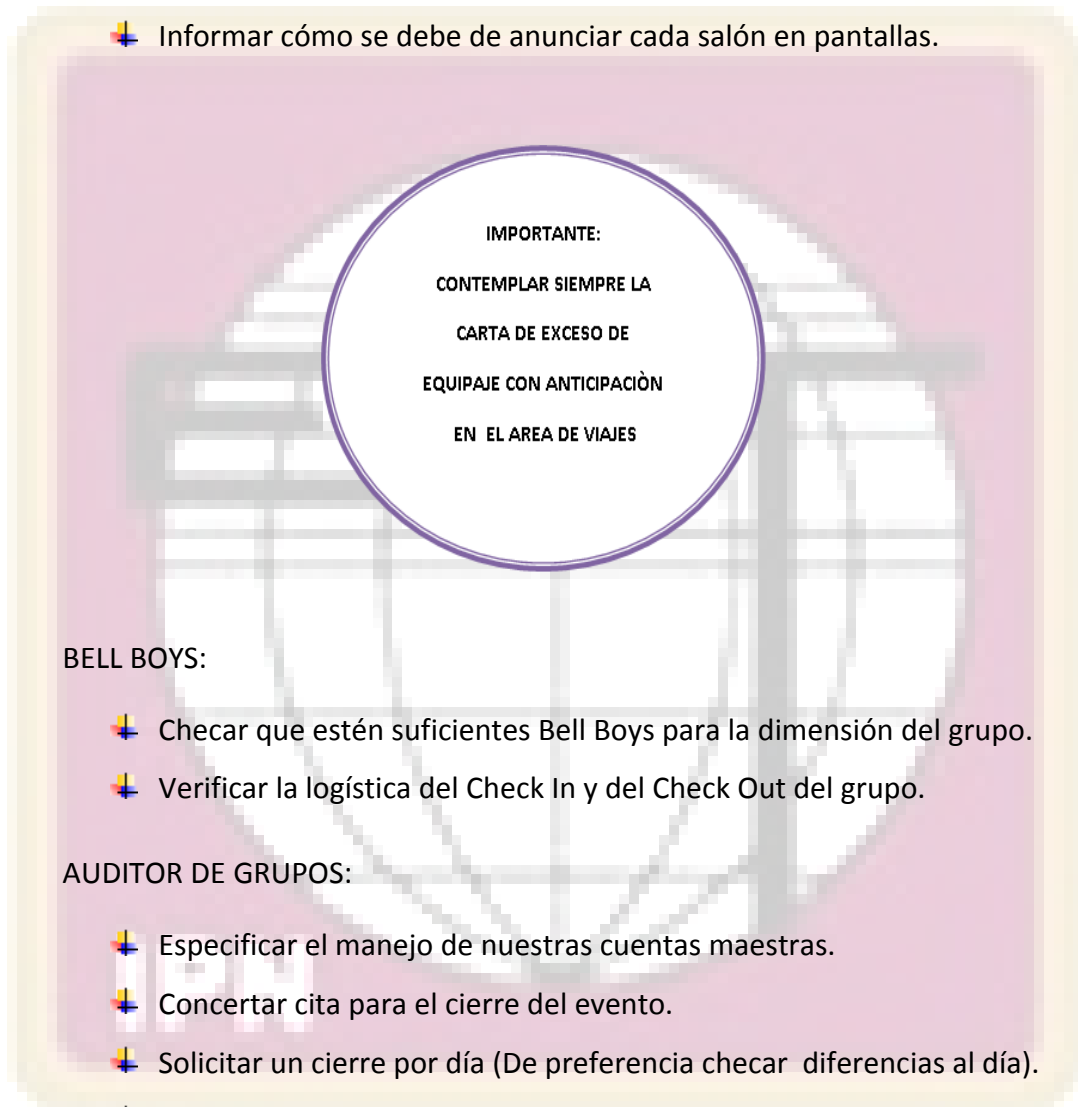 Informar cómo se debe de anunciar cada salón en pantallas.
IMPORTANTE:
CONTEMPLAR SIEMPRE LA
CARTA DE EXCESO DE
EQUIPAJE CON ANTICIPACIÒN
EN EL AREA DE VIAJES
BELL BOYS:
Checar que estén suficientes Bell Boys para la dimensión del grupo.
Verificar la logística del Check In y del Check Out del grupo.
AUDITOR DE GRUPOS:
Especificar el manejo de nuestras cuentas maestras.
Concertar cita para el cierre del evento.
Solicitar un cierre por día (De preferencia checar diferencias al día).
IPN